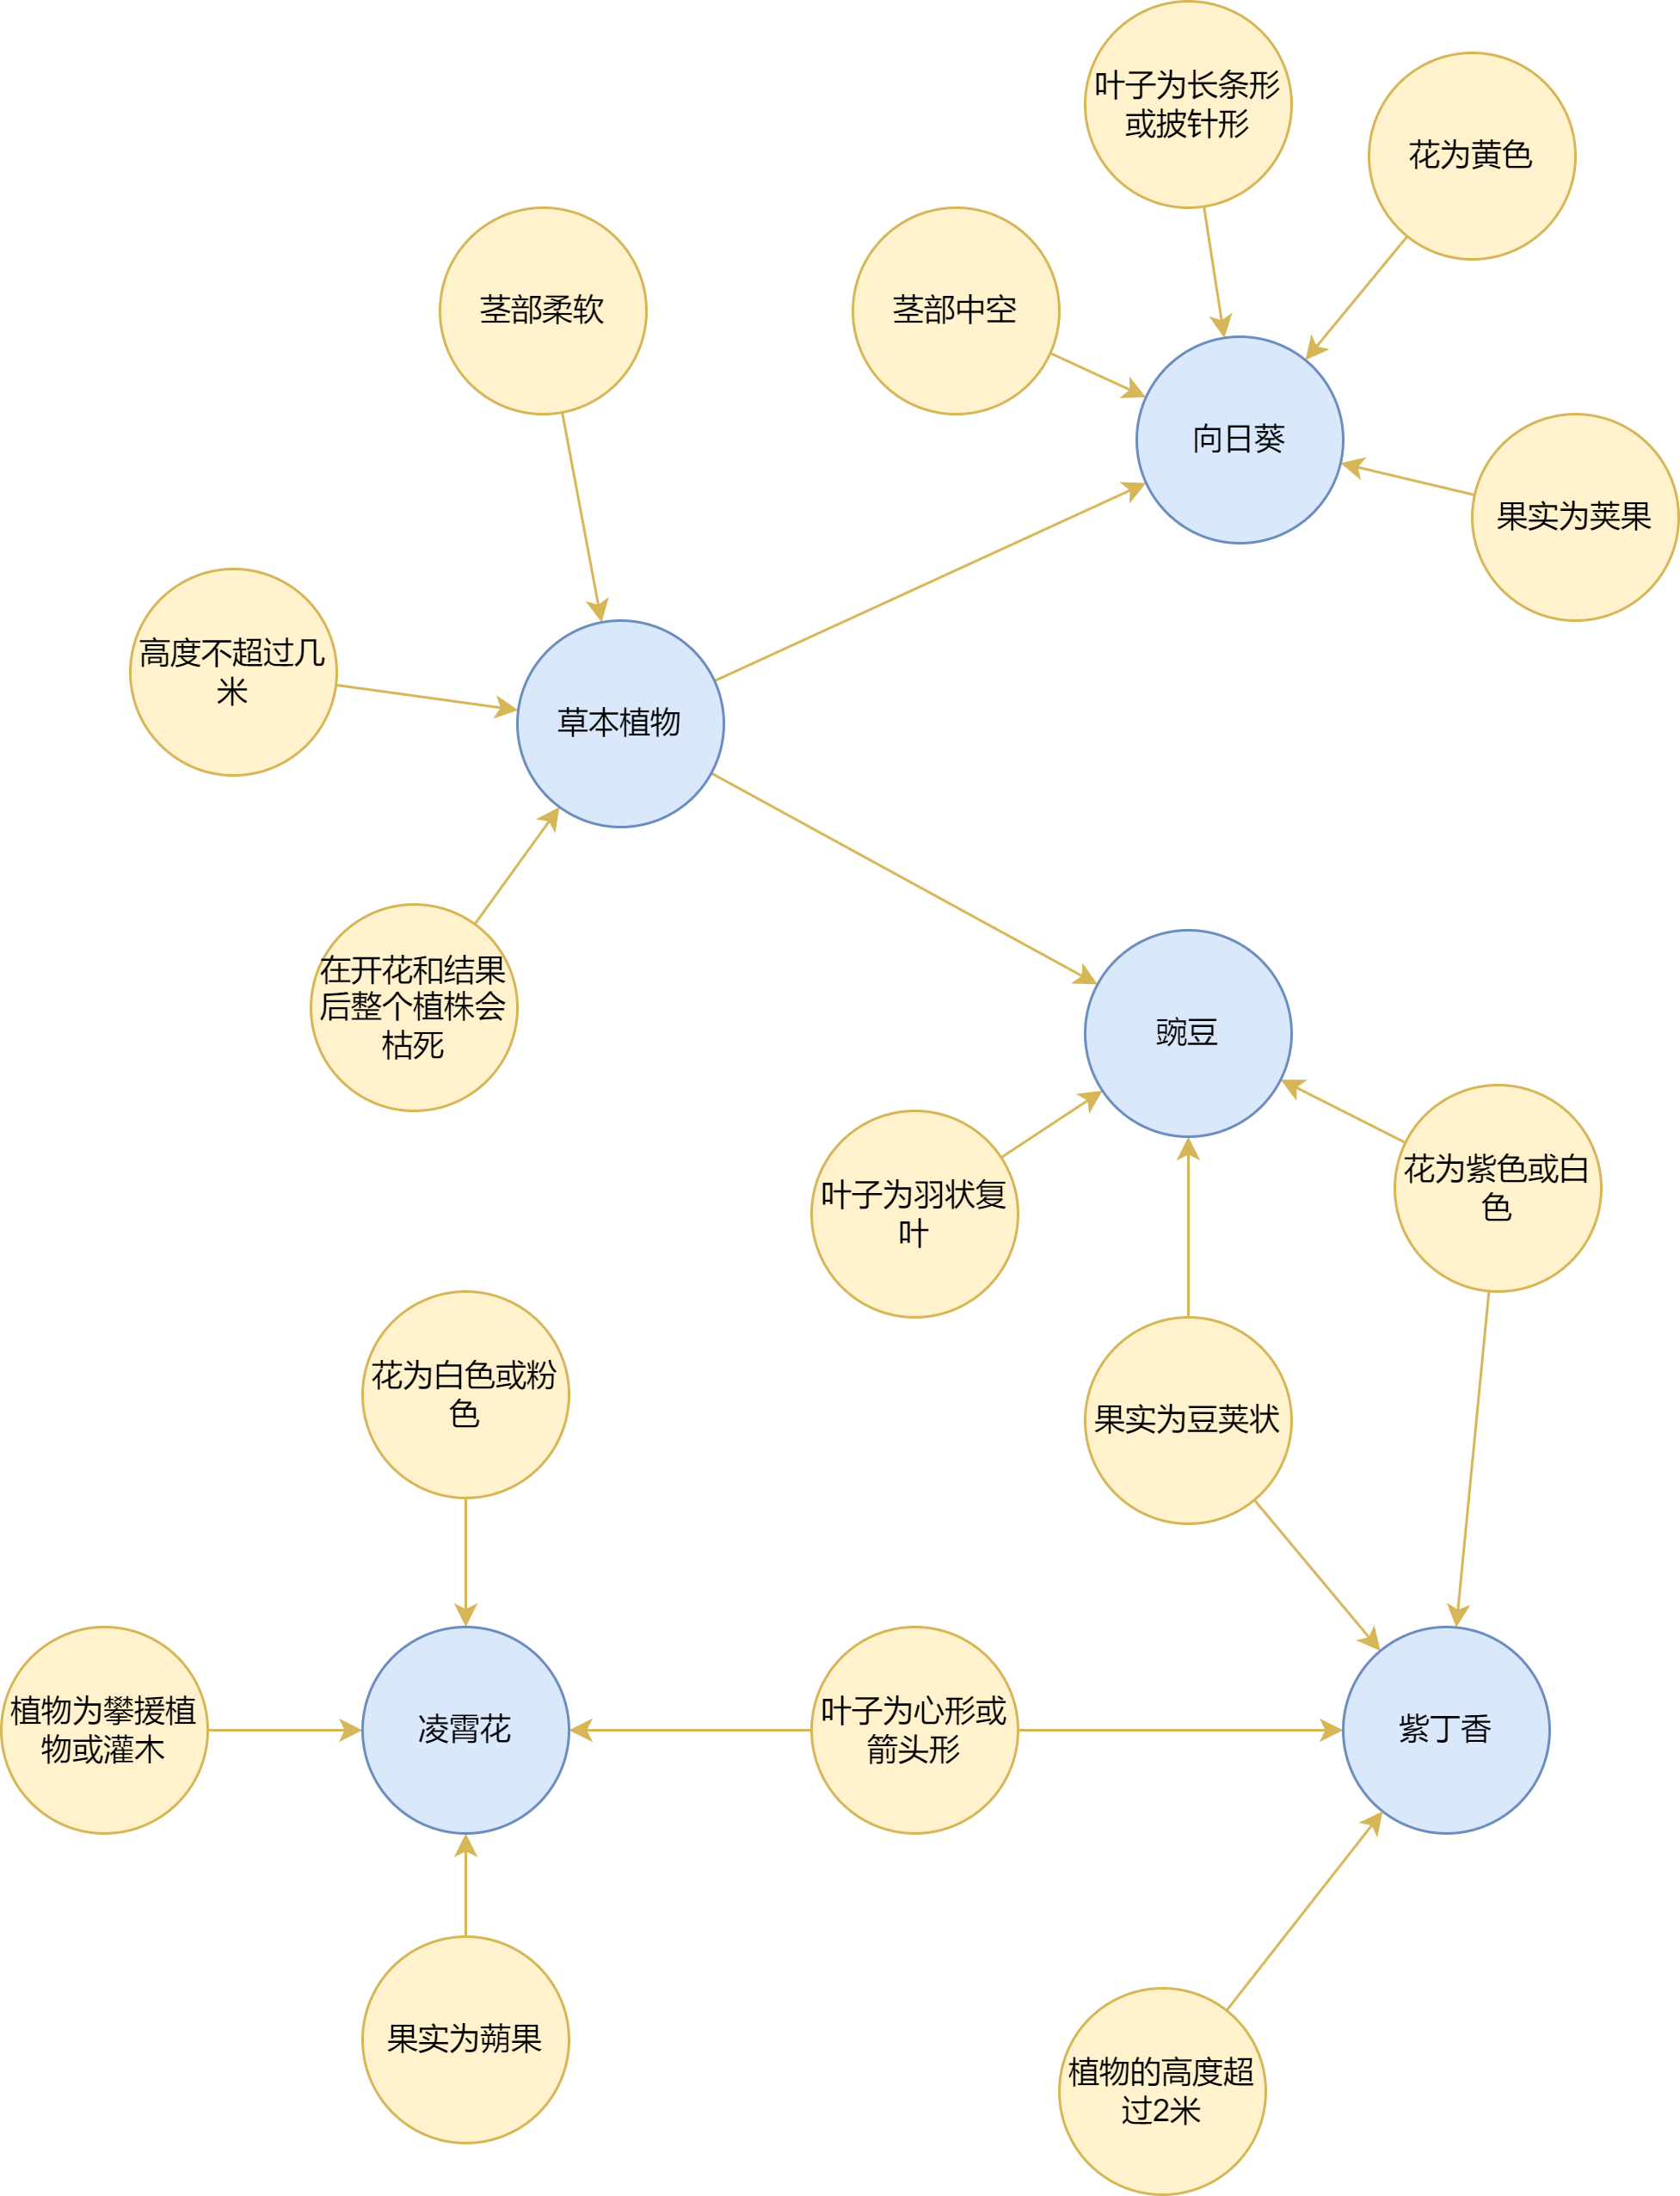 叶子为长条形
或披针形
花为黄色
茎部柔软
茎部中空
向日葵
果实为荚果
高度不超过几
米
草本植物
在开花和结果
后整个植株会
枯死
豌豆
叶子为羽状复
叶
花为紫色或白
色
花为白色或粉
色
果实为豆荚状
植物为攀援植
物或灌木
凌霄花
叶子为心形或
箭头形
紫丁香
果实为蒴果
植物的高度超
过2米